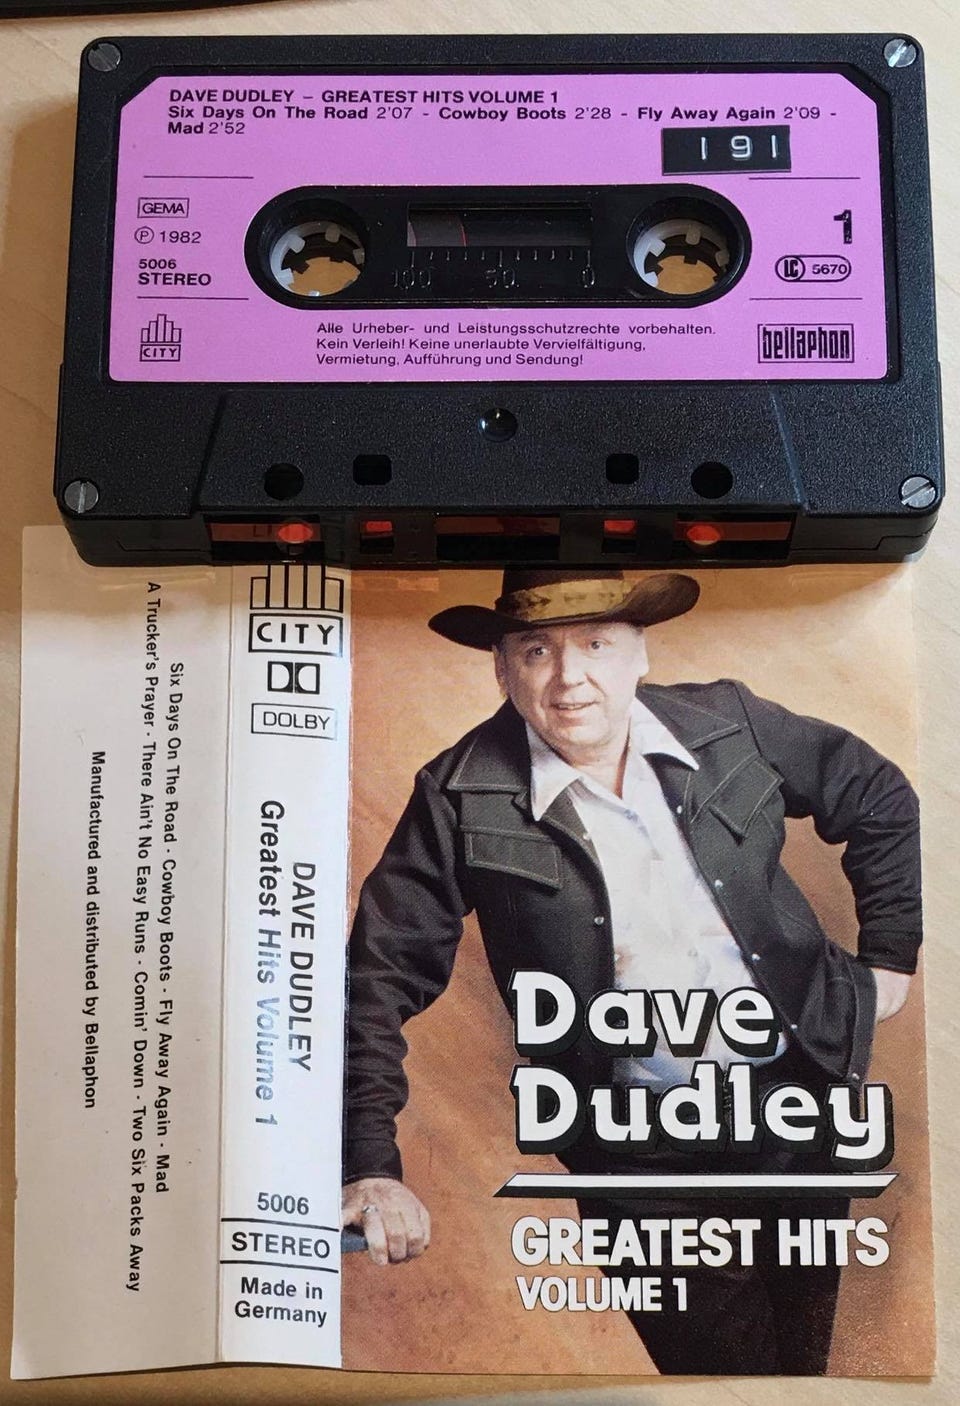 DAVE DUDLEY – GREATEST HITS VOLUME 1
Six Days On The Road 2'07 - Cowboy Boots 2'28 - Fly Away Again 2'09 -
Mad 2'52
191
GEMA
Ⓟ 1982
5006
STEREO
1
LC 5670
100 50 0
CITY
Alle Urheber- und Leistungsschutzrechte vorbehalten.
Kein Verleih! Keine unerlaubte Vervielfältigung,
Vermietung, Aufführung und Sendung!
bellaphon
Six Days On The Road · Cowboy Boots · Fly Away Again · Mad
A Trucker's Prayer · There Ain't No Easy Runs · Comin' Down · Two Six Packs Away
Manufactured and distributed by Bellaphon
CITY
DOLBY
DAVE DUDLEY
Greatest Hits Volume 1
5006
STEREO
Made in
Germany
Dave
Dudley
GREATEST HITS
VOLUME 1